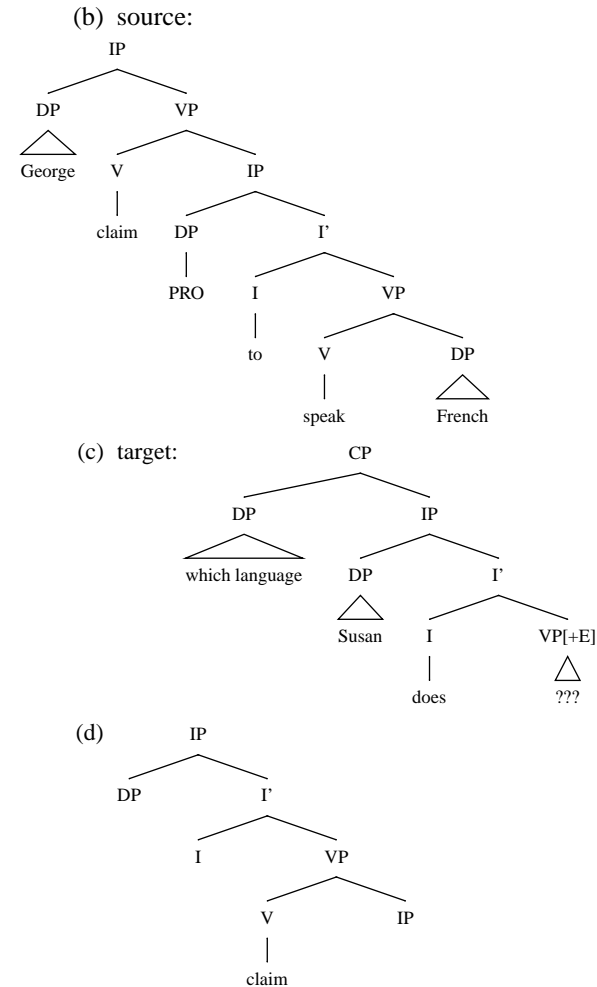 (b) source:
IP
DP VP
George V IP
claim DP I'
PRO I VP
to V DP
speak French
(c) target:
CP
DP IP
which language DP I'
Susan I VP[+E]
does ???
(d)
IP
DP I'
I VP
V IP
claim